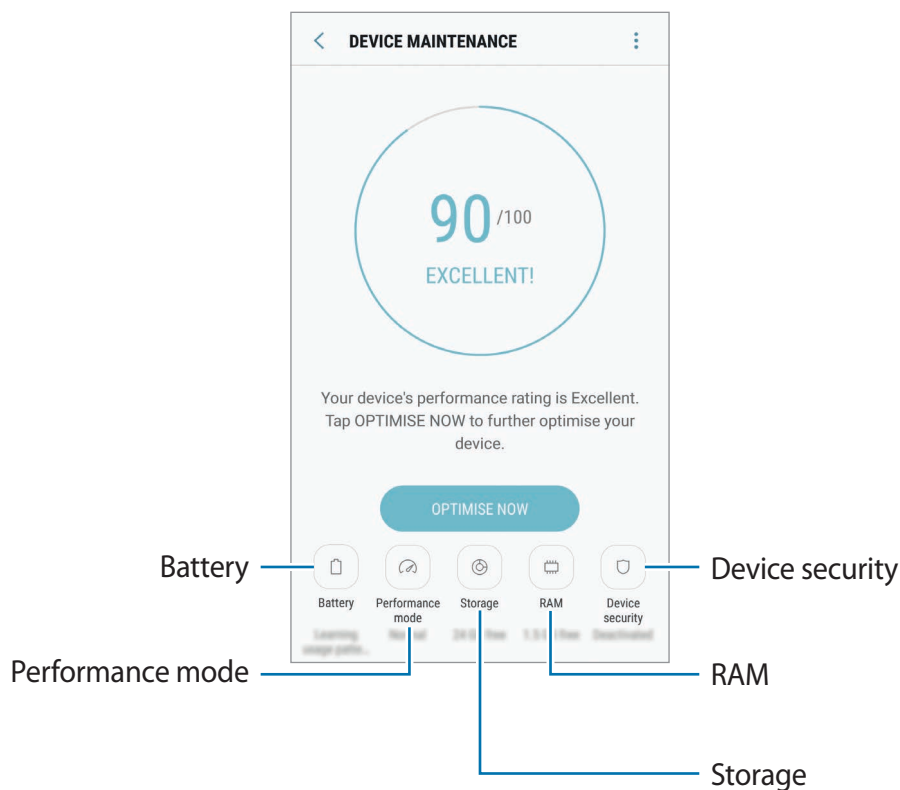 DEVICE MAINTENANCE
90 /100
EXCELLENT!
Your device's performance rating is Excellent.
Tap OPTIMISE NOW to further optimise your
device.
OPTIMISE NOW
Battery
Device security
Battery
Performance
mode
Storage
RAM
Device
security
Performance mode
RAM
Storage